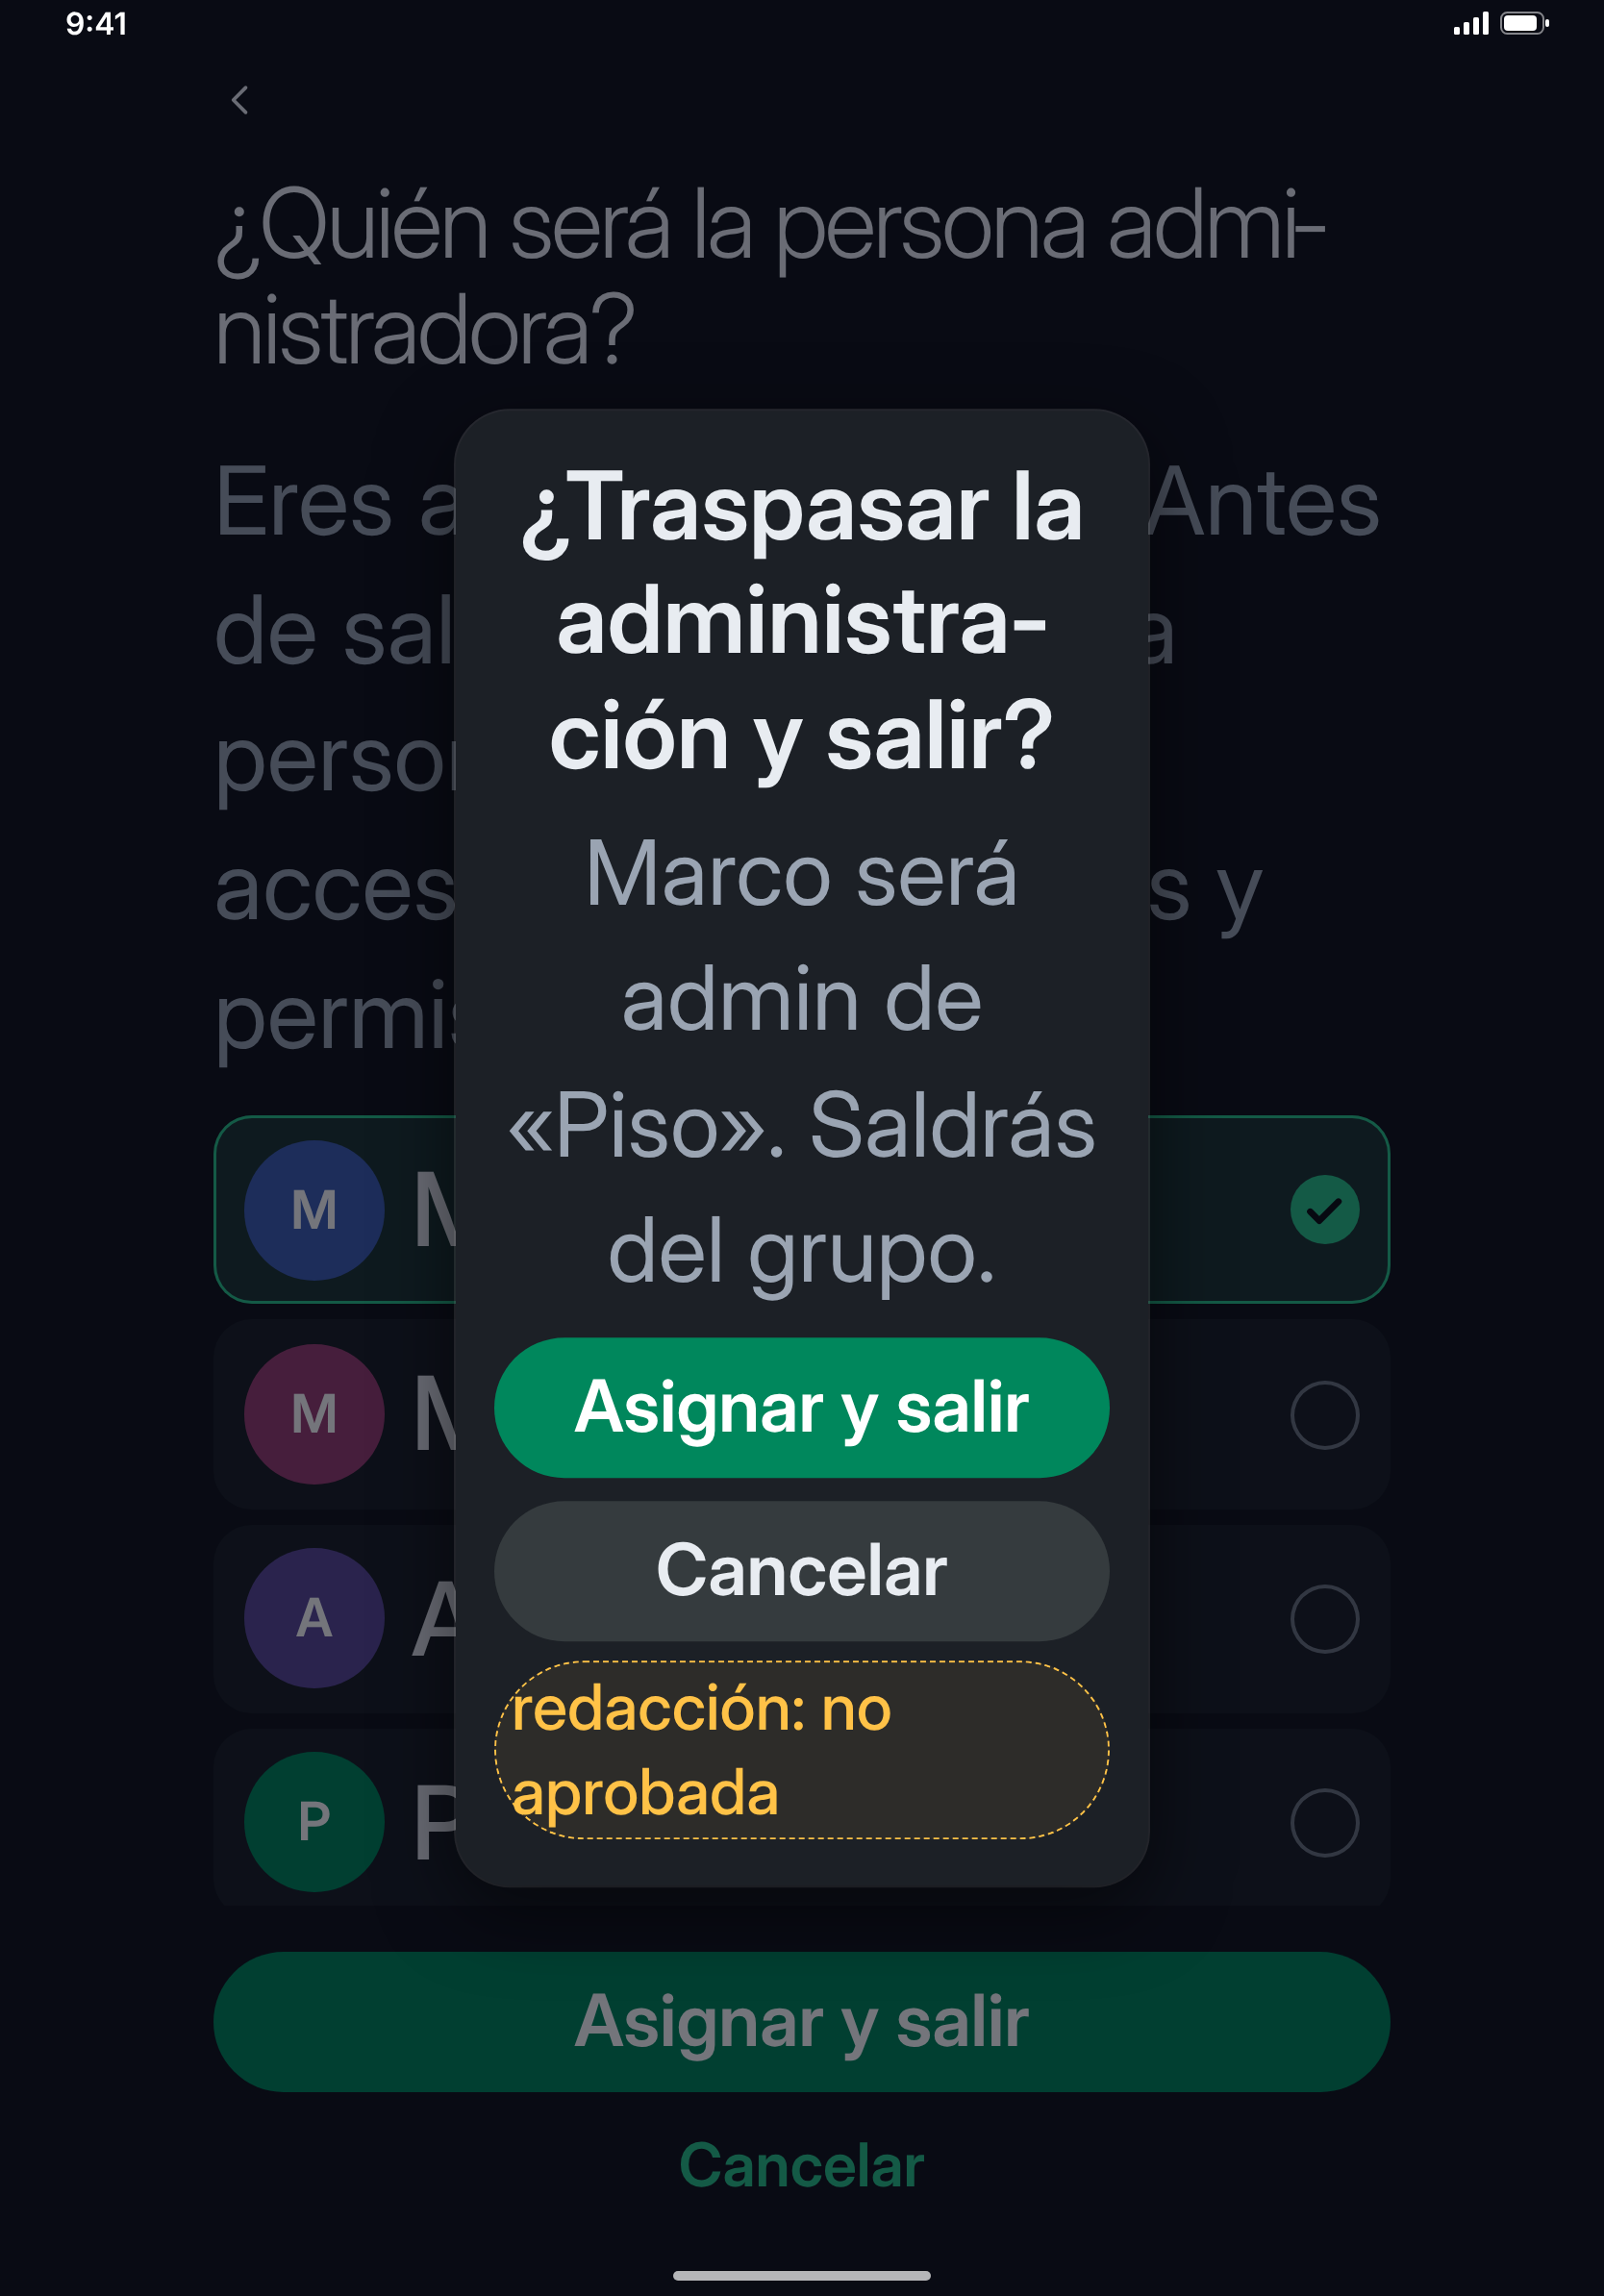 9:41
¿Quién será la persona admi-
nistradora?
Eres a
Antes
de sal
a
perso
acces
s y
permis
¿Traspasar la
administra-
ción y salir?
Marco será
admin de
«Piso». Saldrás
del grupo.
Asignar y salir
Cancelar
redacción: no
aprobada
M
M
A
A
P
P
Asignar y salir
Cancelar